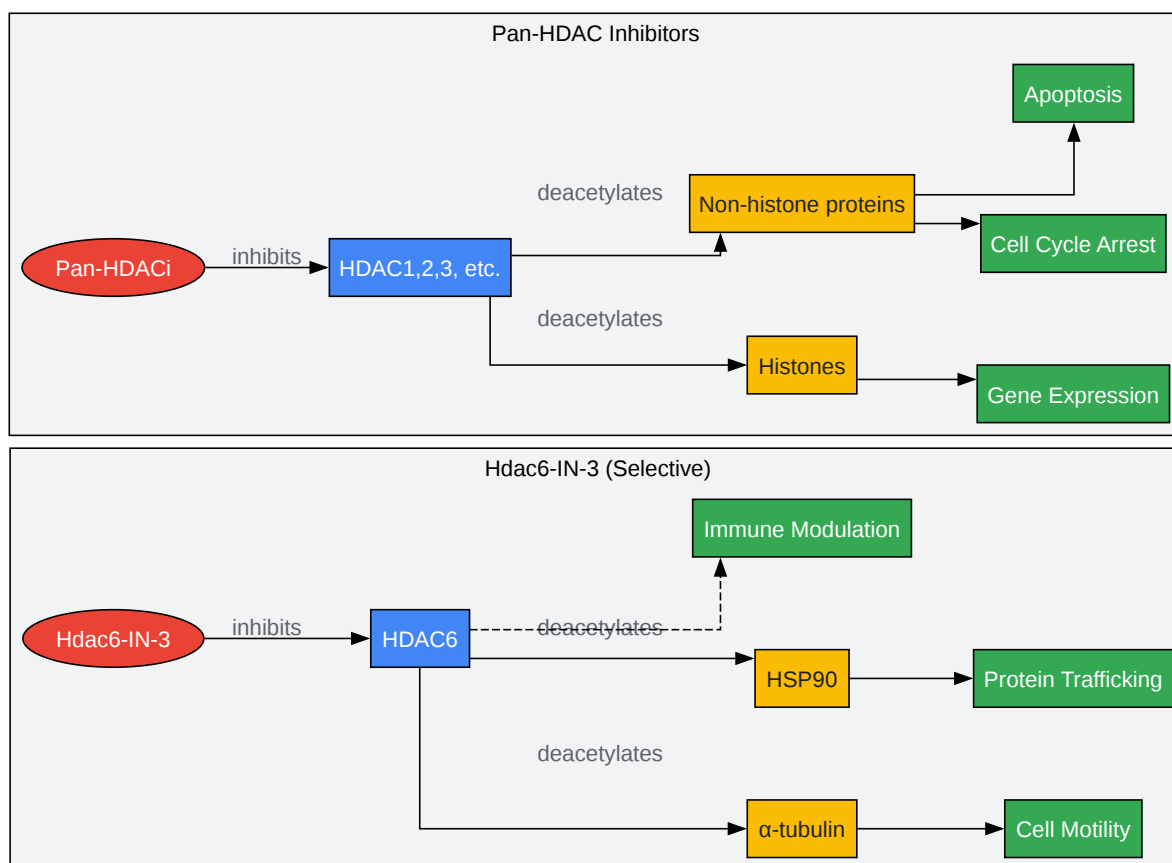 Pan-HDAC Inhibitors
Apoptosis
deacetylates
Non-histone proteins
Cell Cycle Arrest
Pan-HDACi
inhibits
HDAC1,2,3, etc.
deacetylates
Histones
Gene Expression
Hdac6-IN-3 (Selective)
Immune Modulation
Hdac6-IN-3
inhibits
HDAC6
deacetylates
HSP90
Protein Trafficking
deacetylates
α-tubulin
Cell Motility